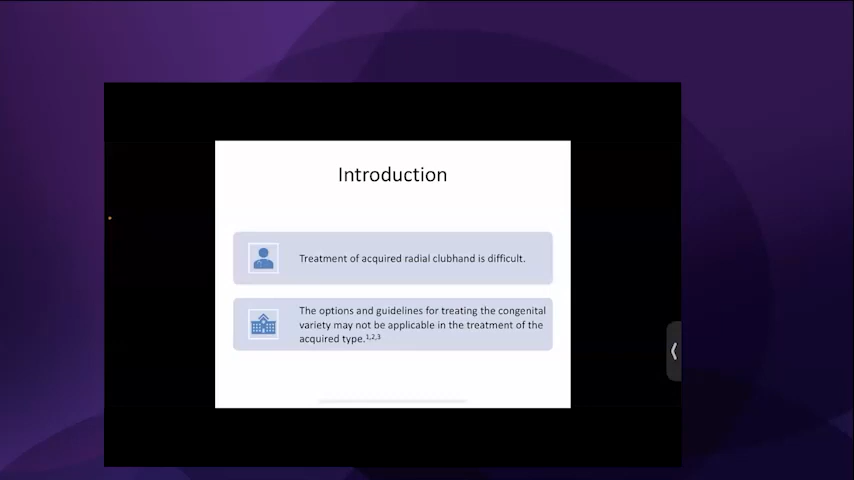 Introduction
Treatment of acquired radial clubhand is difficult.
The options and guidelines for treating the congenital
variety may not be applicable in the treatment of the
acquired type.1,2,3